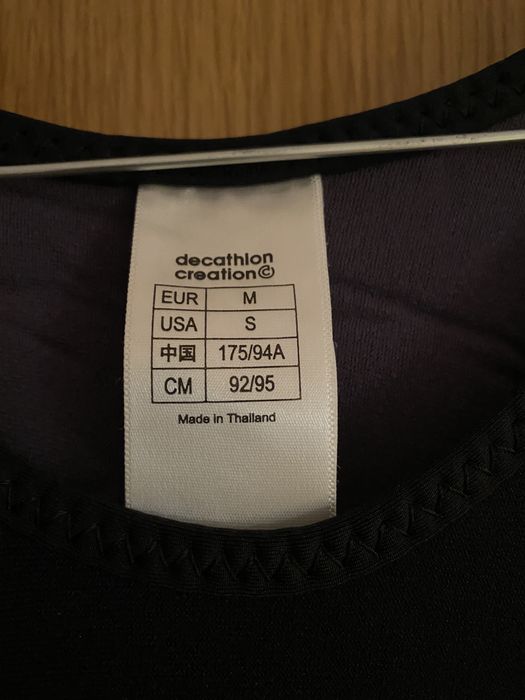 decathlon
creation
EUR M
USA S
中国 175/94A
CM 92/95
Made in Thailand